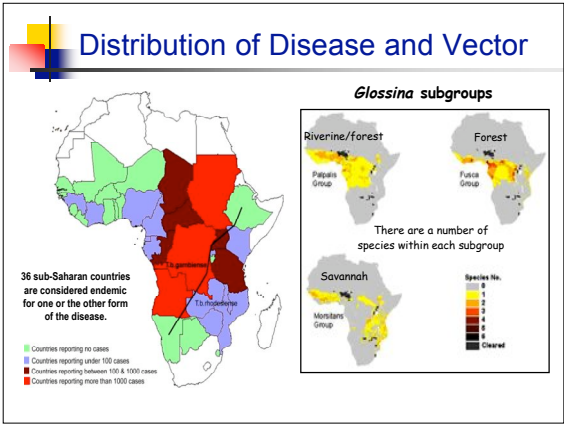 Distribution of Disease and Vector
Glossina subgroups
Riverine/forest
Palpalis
Group
Forest
Fusca
Group
There are a number of
species within each subgroup
Savannah
Morsitans
Group
Species No.
0
1
2
3
4
5
6
Cleared
T.b.gambiense
T.b.rhodesiense
36 sub-Saharan countries
are considered endemic
for one or the other form
of the disease.
Countries reporting no cases
Countries reporting under 100 cases
Countries reporting between 100 & 1000 cases
Countries reporting more than 1000 cases